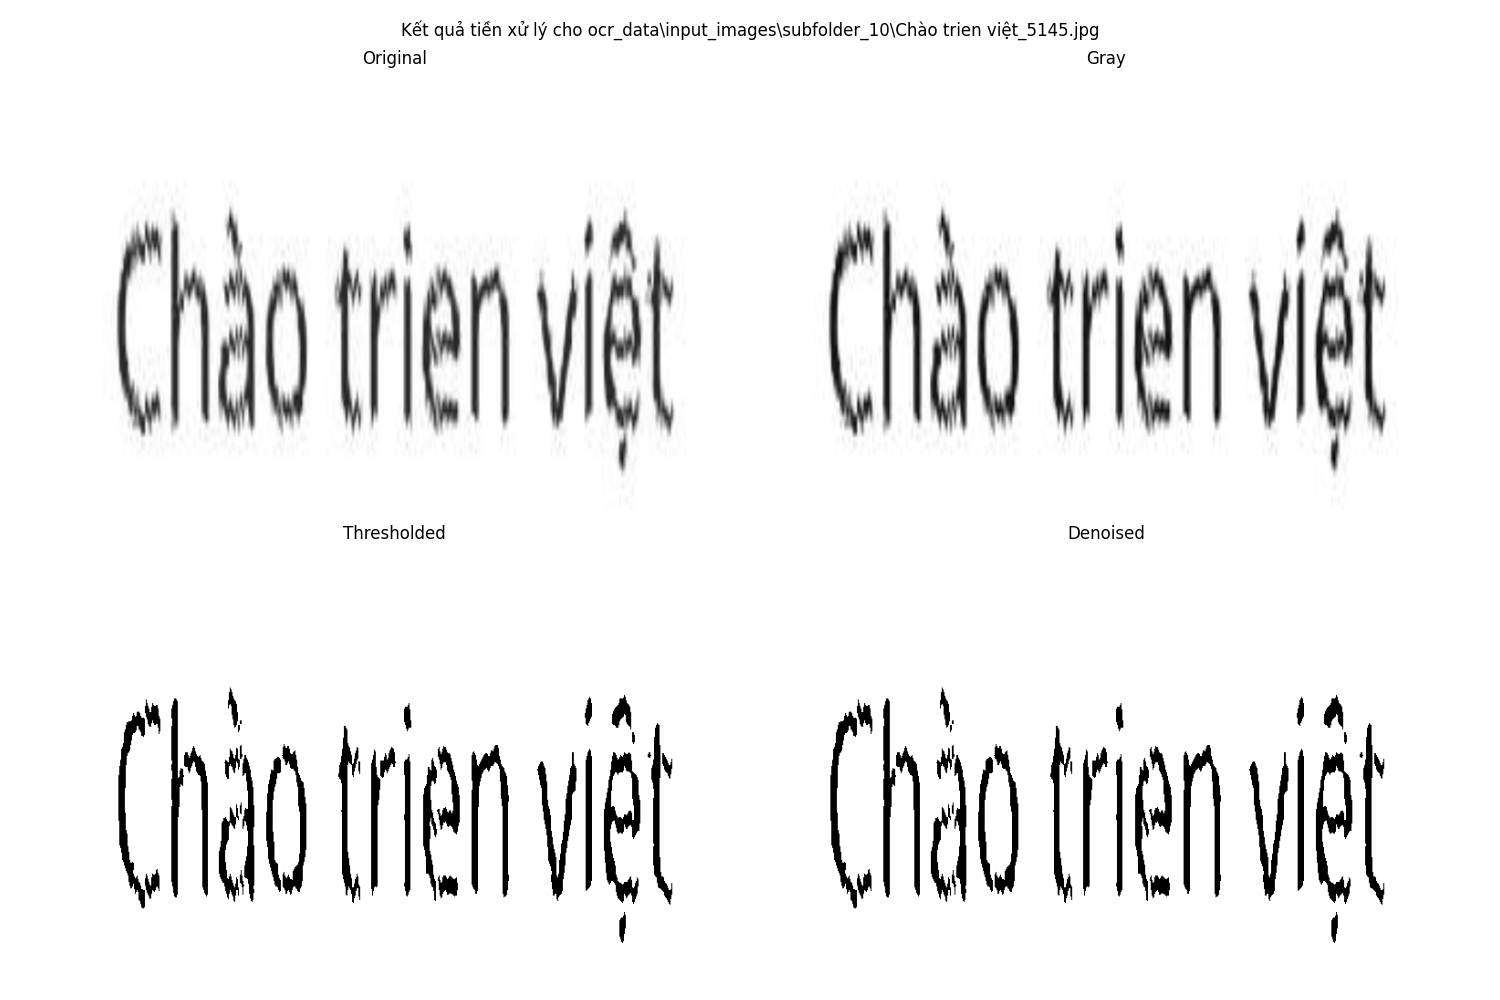 Kết quả tiền xử lý cho ocr_data\input_images\subfolder_10\Chào trien việt_5145.jpg
Original
Gray
Chào trien việt
Chào trien việt
Thresholded
Denoised
Chào trien việt
Chào trien việt